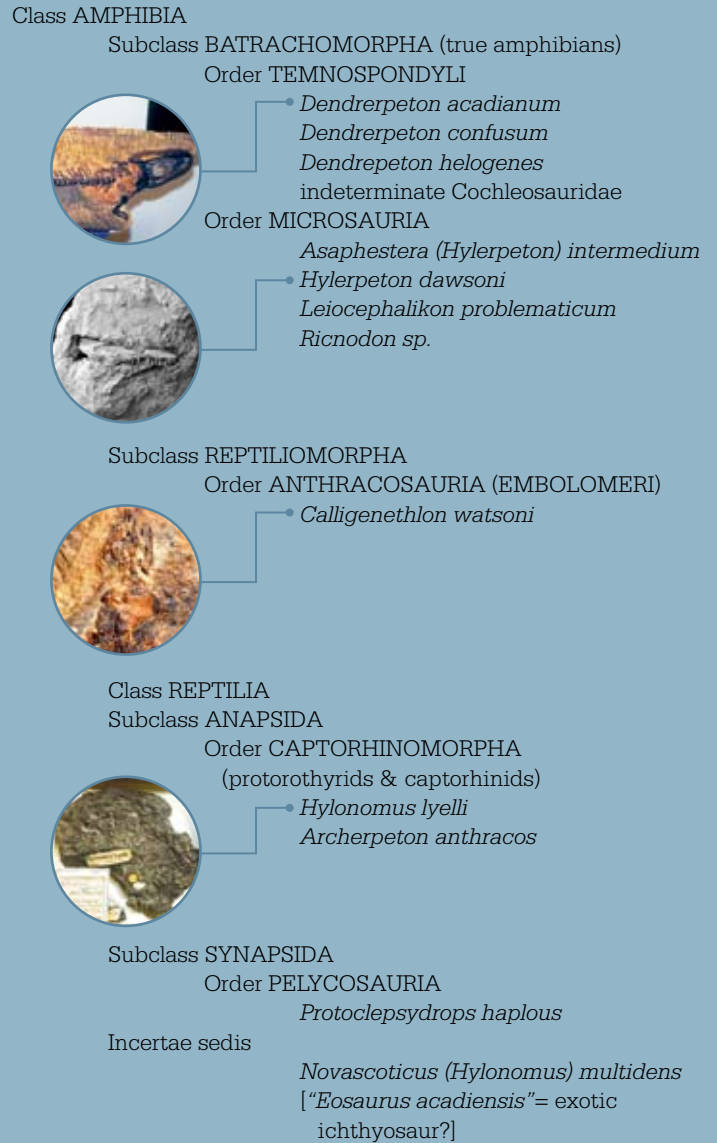 Class AMPHIBIA
Subclass BATRACHOMORPHA (true amphibians)
Order TEMNOSPONDYLI
Dendrerpeton acadianum
Dendrerpeton confusum
Dendrepeton helogenes
indeterminate Cochleosauridae
Order MICROSAURIA
Asaphestera (Hylerpeton) intermedium
Hylerpeton dawsoni
Leiocephalikon problematicum
Ricnodon sp.
Subclass REPTILIOMORPHA
Order ANTHRACOSAURIA (EMBOLOMERI)
Calligenethlon watsoni
Class REPTILIA
Subclass ANAPSIDA
Order CAPTORHINOMORPHA
(protorothyrids & captorhinids)
Hylonomus lyelli
Archerpeton anthracos
Subclass SYNAPSIDA
Order PELYCOSAURIA
Protoclepsydrops haplous
Incertae sedis
Novascoticus (Hylonomus) multidens
[“Eosaurus acadiensis”= exotic
ichthyosaur?]